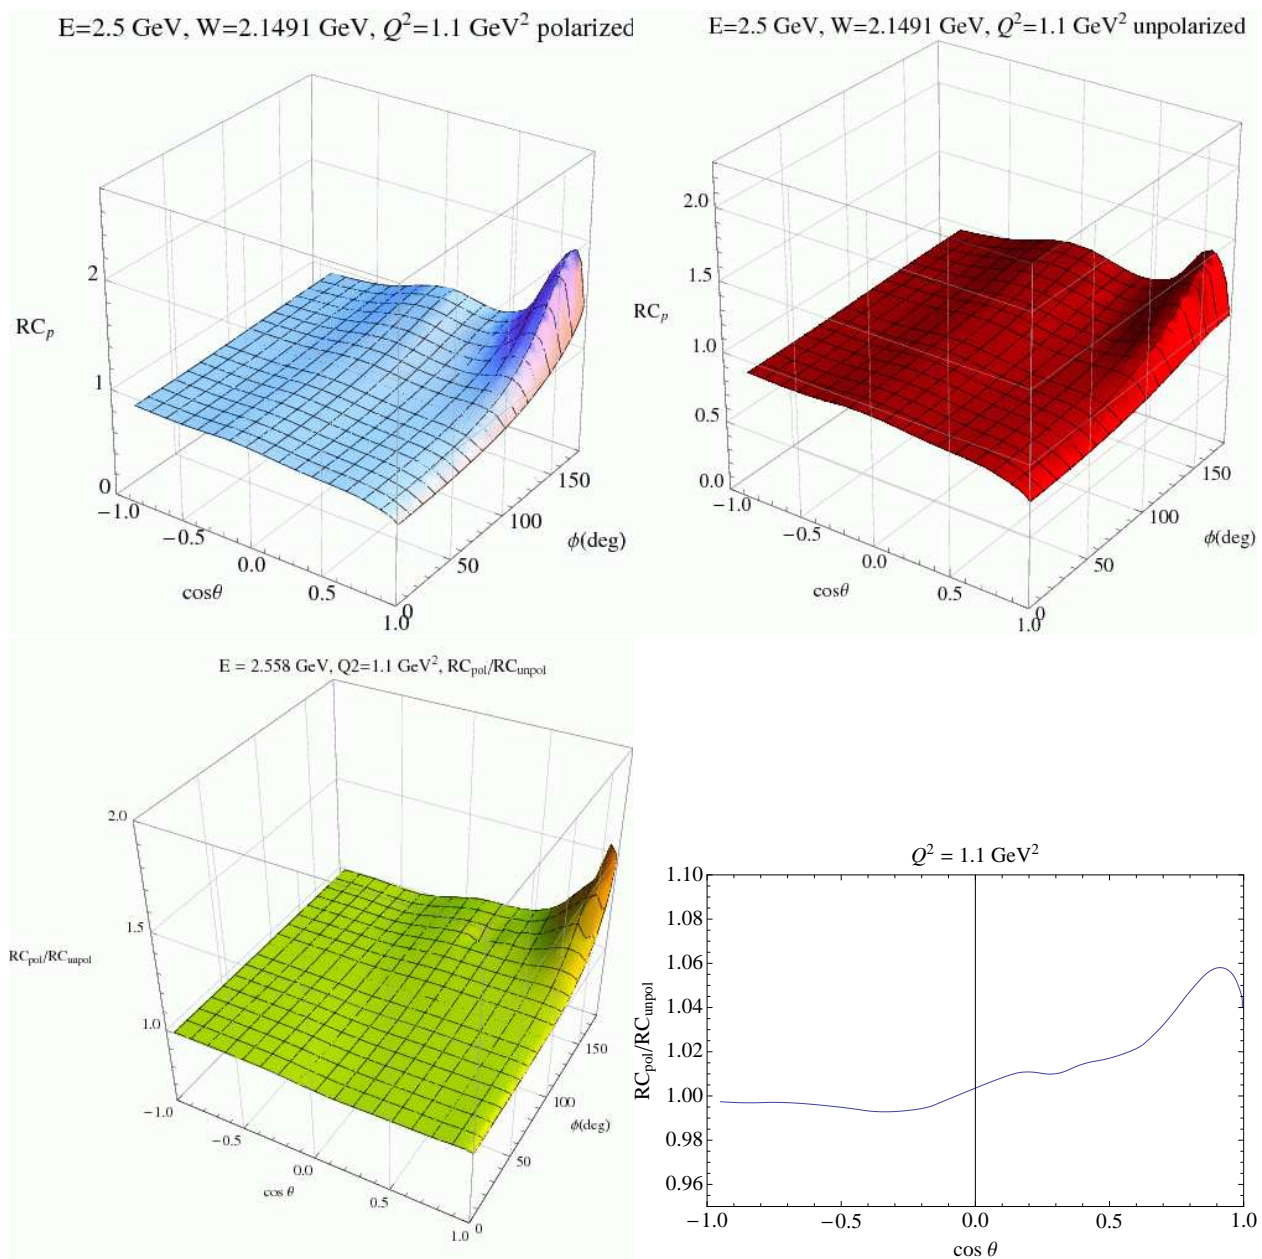 E=2.5 GeV, W=2.1491 GeV, Q²=1.1 GeV² polarized
2
RCₚ
1
0
−1.0
−0.5
0.0
0.5
1.0
cosθ
0
50
100
150
ϕ(deg)
E=2.5 GeV, W=2.1491 GeV, Q²=1.1 GeV² unpolarized
2.0
1.5
RCₚ
1.0
0.5
0.0
−1.0
−0.5
0.0
0.5
1.0
cosθ
0
50
100
150
ϕ(deg)
E = 2.558 GeV, Q2=1.1 GeV², RCpol/RCunpol
2.0
1.5
RCpol/RCunpol
1.0
−1.0
−0.5
0.0
0.5
1.0
cos θ
0
50
100
150
ϕ(deg)
Q² = 1.1 GeV²
1.10
1.08
1.06
1.04
1.02
1.00
0.98
0.96
RCpol/RCunpol
−1.0 −0.5 0.0 0.5 1.0
cos θ